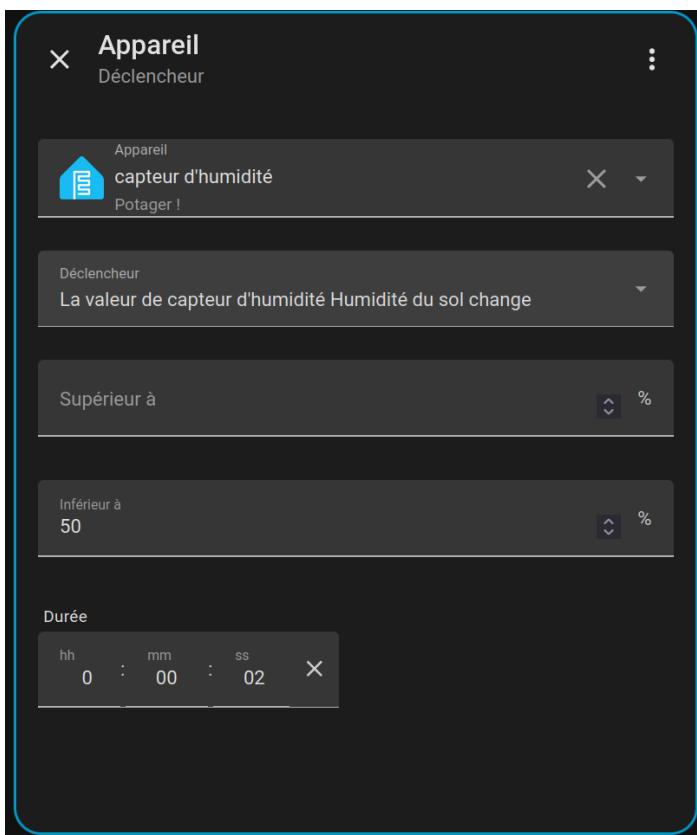 Appareil
Déclencheur
Appareil
capteur d'humidité
Potager !
Déclencheur
La valeur de capteur d'humidité Humidité du sol change
Supérieur à
%
Inférieur à
50
%
Durée
hh mm ss
0 : 00 : 02